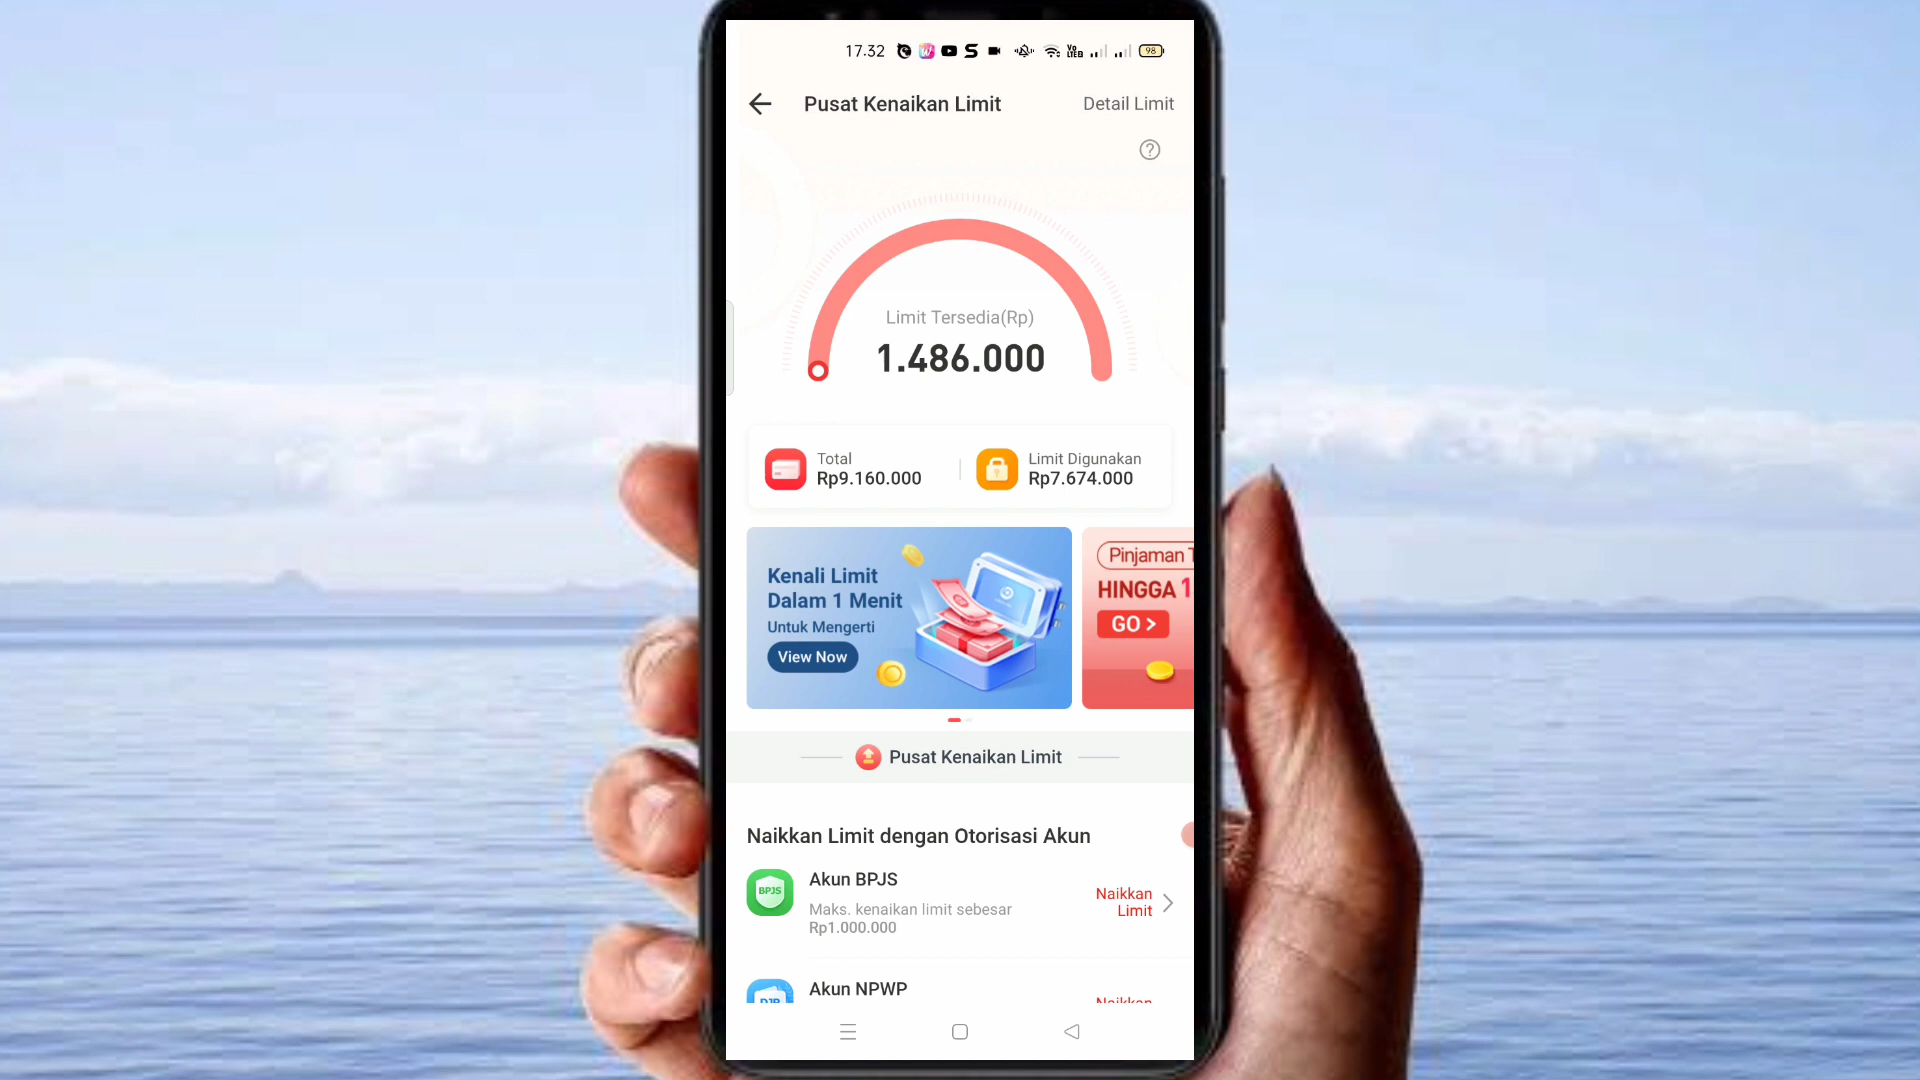 17.32
98
Pusat Kenaikan Limit
Detail Limit
Limit Tersedia(Rp)
1.486.000
Total
Rp9.160.000
Limit Digunakan
Rp7.674.000
Kenali Limit
Dalam 1 Menit
Untuk Mengerti
View Now
Pinjaman
HINGGA 1
GO >
Pusat Kenaikan Limit
Naikkan Limit dengan Otorisasi Akun
BPJS
Akun BPJS
Maks. kenaikan limit sebesar
Rp1.000.000
Naikkan
Limit
Akun NPWP
Naikkan